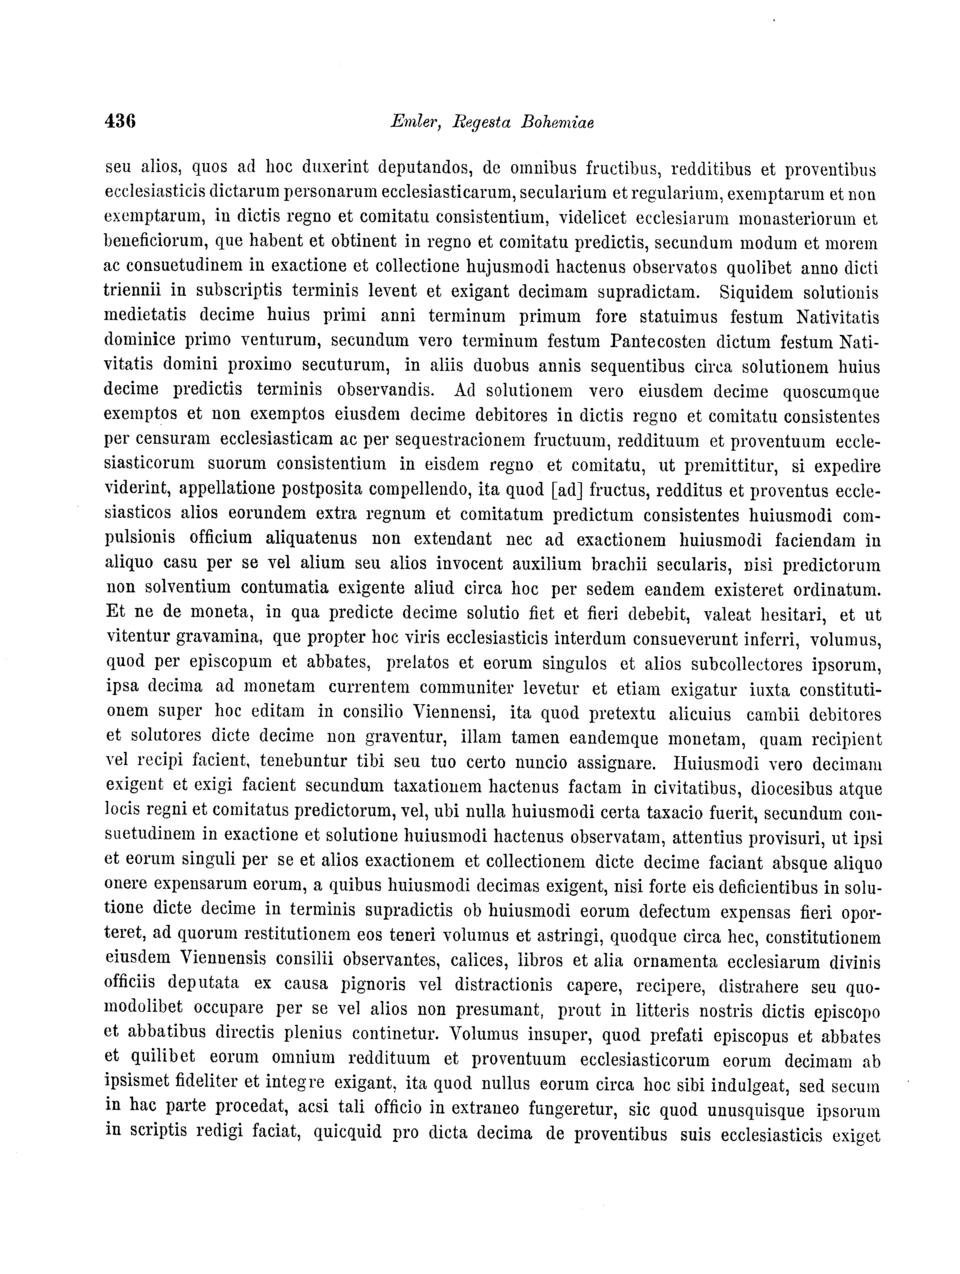 436
Emler, Regesta Bohemiae
seu alios, quos ad hoc duxerint deputandos, de omnibus fructibus, redditibus et proventibus
ecclesiasticis dictarum personarum ecclesiasticarum, secularium et regularium, exemptarum et non
exemptarum, in dictis regno et comitatu consistentium, videlicet ecclesiarum monasteriorum et
beneficiorum, que habent et obtinent in regno et comitatu predictis, secundum modum et morem
ac consuetudinem in exactione et collectione hujusmodi hactenus observatos quolibet anno dicti
triennii in subscriptis terminis levent et exigant decimam supradictam. Siquidem solutionis
medietatis decime huius primi anni terminum primum fore statuimus festum Nativitatis
dominice primo venturum, secundum vero terminum festum Pantecosten dictum festum Nati-
vitatis domini proximo secuturum, in aliis duobus annis sequentibus circa solutionem huius
decime predictis terminis observandis. Ad solutionem vero eiusdem decime quoscumque
exemptos et non exemptos eiusdem decime debitores in dictis regno et comitatu consistentes
per censuram ecclesiasticam ac per sequestracionem fructuum, reddituum et proventuum eccle-
siasticorum suorum consistentium in eisdem regno et comitatu, ut premittitur, si expedire
viderint, appellatione postposita compellendo, ita quod [ad] fructus, redditus et proventus eccle-
siasticos alios eorundem extra regnum et comitatum predictum consistentes huiusmodi com-
pulsionis officium aliquatenus non extendant nec ad exactionem huiusmodi faciendam in
aliquo casu per se vel alium seu alios invocent auxilium brachii secularis, nisi predictorum
non solventium contumatia exigente aliud circa hoc per sedem eandem existeret ordinatum.
Et ne de moneta, in qua predicte decime solutio fiet et fieri debebit, valeat hesitari, et ut
vitentur gravamina, que propter hoc viris ecclesiasticis interdum consueverunt inferri, volumus,
quod per episcopum et abbates, prelatos et eorum singulos et alios subcollectores ipsorum,
ipsa decima ad monetam currentem communiter levetur et etiam exigatur iuxta constituti-
onem super hoc editam in consilio Viennensi, ita quod pretextu alicuius cambii debitores
et solutores dicte decime non graventur, illam tamen eandemque monetam, quam recipient
vel recipi facient, tenebuntur tibi seu tuo certo nuncio assignare. Huiusmodi vero decimam
exigent et exigi facient secundum taxationem hactenus factam in civitatibus, diocesibus atque
locis regni et comitatus predictorum, vel, ubi nulla huiusmodi certa taxacio fuerit, secundum con-
suetudinem in exactione et solutione huiusmodi hactenus observatam, attentius provisuri, ut ipsi
et eorum singuli per se et alios exactionem et collectionem dicte decime faciant absque aliquo
onere expensarum eorum, a quibus huiusmodi decimas exigent, nisi forte eis deficientibus in solu-
tione dicte decime in terminis supradictis ob huiusmodi eorum defectum expensas fieri opor-
teret, ad quorum restitutionem eos teneri volumus et astringi, quodque circa hec, constitutionem
eiusdem Viennensis consilii observantes, calices, libros et alia ornamenta ecclesiarum divinis
officiis deputata ex causa pignoris vel distractionis capere, recipere, distrahere seu quo-
modolibet occupare per se vel alios non presumant, prout in litteris nostris dictis episcopo
et abbatibus directis plenius continetur. Volumus insuper, quod prefati episcopus et abbates
et quilibet eorum omnium reddituum et proventuum ecclesiasticorum eorum decimam ab
ipsismet fideliter et integre exigant, ita quod nullus eorum circa hoc sibi indulgeat, sed secum
in hac parte procedat, acsi tali officio in extraneo fungeretur, sic quod unusquisque ipsorum
in scriptis redigi faciat, quicquid pro dicta decima de proventibus suis ecclesiasticis exiget